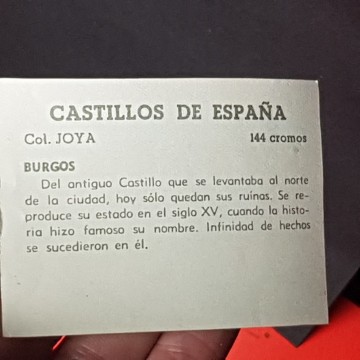 CASTILLOS DE ESPAÑA
Col. JOYA 144 cromos
BURGOS
Del antiguo Castillo que se levantaba al norte
de la ciudad, hoy sólo quedan sus ruinas. Se re-
produce su estado en el siglo XV, cuando la histo-
ria hizo famoso su nombre. Infinidad de hechos
se sucedieron en él.